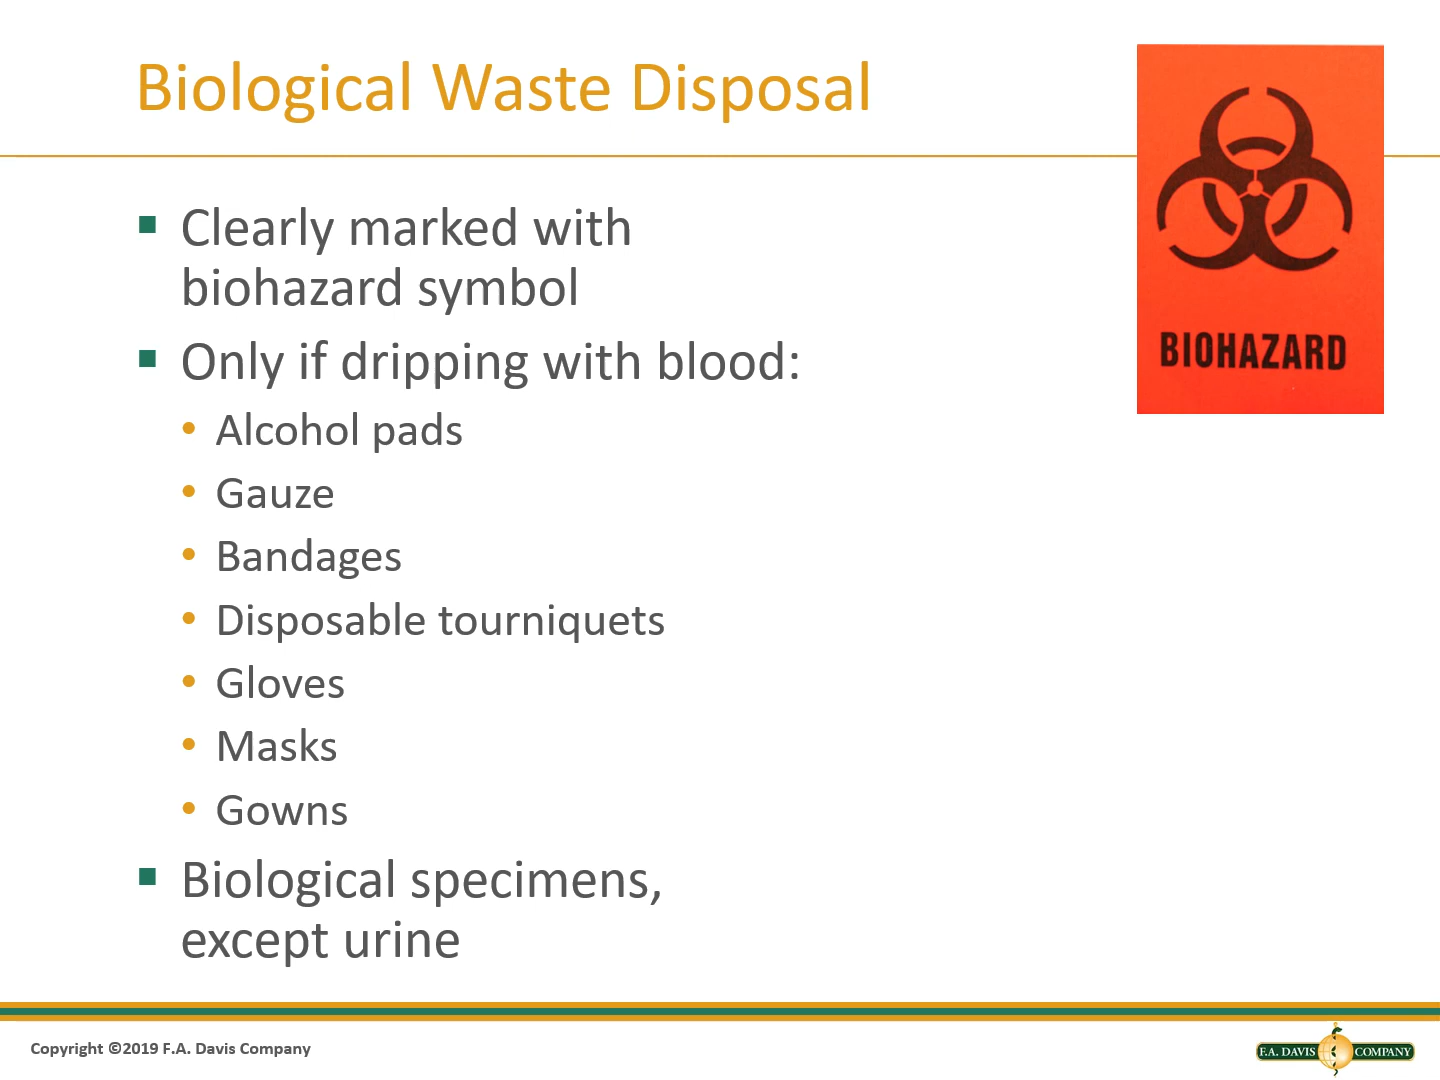 Biological Waste Disposal
BIOHAZARD
Clearly marked with
biohazard symbol
Only if dripping with blood:
Alcohol pads
Gauze
Bandages
Disposable tourniquets
Gloves
Masks
Gowns
Biological specimens,
except urine
Copyright ©2019 F.A. Davis Company
F.A. DAVIS COMPANY